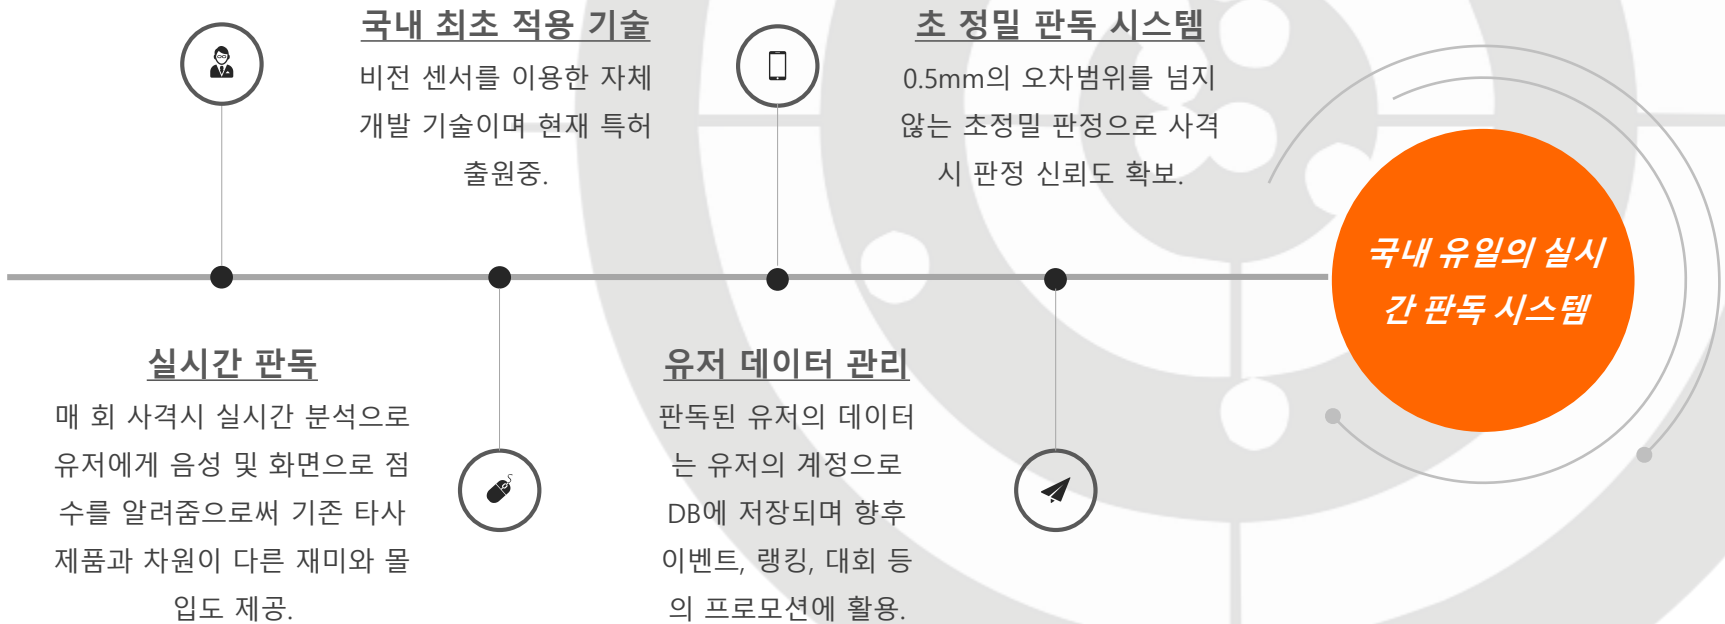 국내 최초 적용 기술
비전 센서를 이용한 자체
개발 기술이며 현재 특허
출원중.
초 정밀 판독 시스템
0.5mm의 오차범위를 넘지
않는 초정밀 판정으로 사격
시 판정 신뢰도 확보.
국내 유일의 실시
간 판독 시스템
실시간 판독
매 회 사격시 실시간 분석으로
유저에게 음성 및 화면으로 점
수를 알려줌으로써 기존 타사
제품과 차원이 다른 재미와 몰
입도 제공.
유저 데이터 관리
판독된 유저의 데이터
는 유저의 계정으로
DB에 저장되며 향후
이벤트, 랭킹, 대회 등
의 프로모션에 활용.